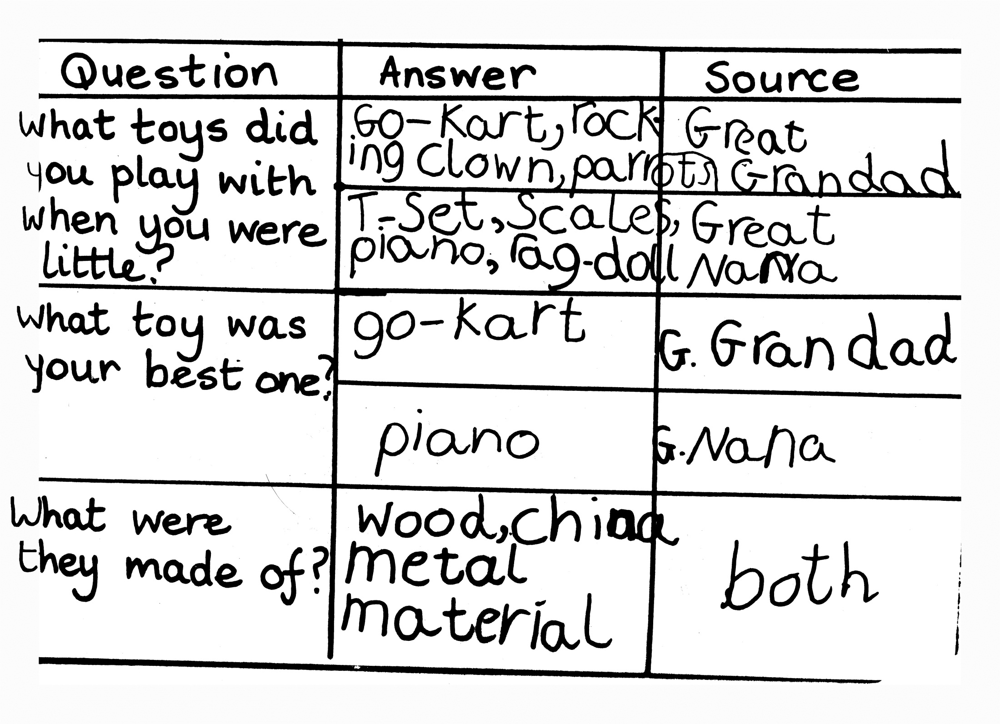 Question Answer Source
What toys did
you play with
when you were
little?
Go-Kart, rock-
ing Clown, parrots
Great
Grandad
T-Set, Scales,
piano, rag-doll
Great
Nana
What toy was
your best one?
go-Kart
G. Grandad
piano
G. Nana
What were
they made of?
Wood, china
metal
material
both